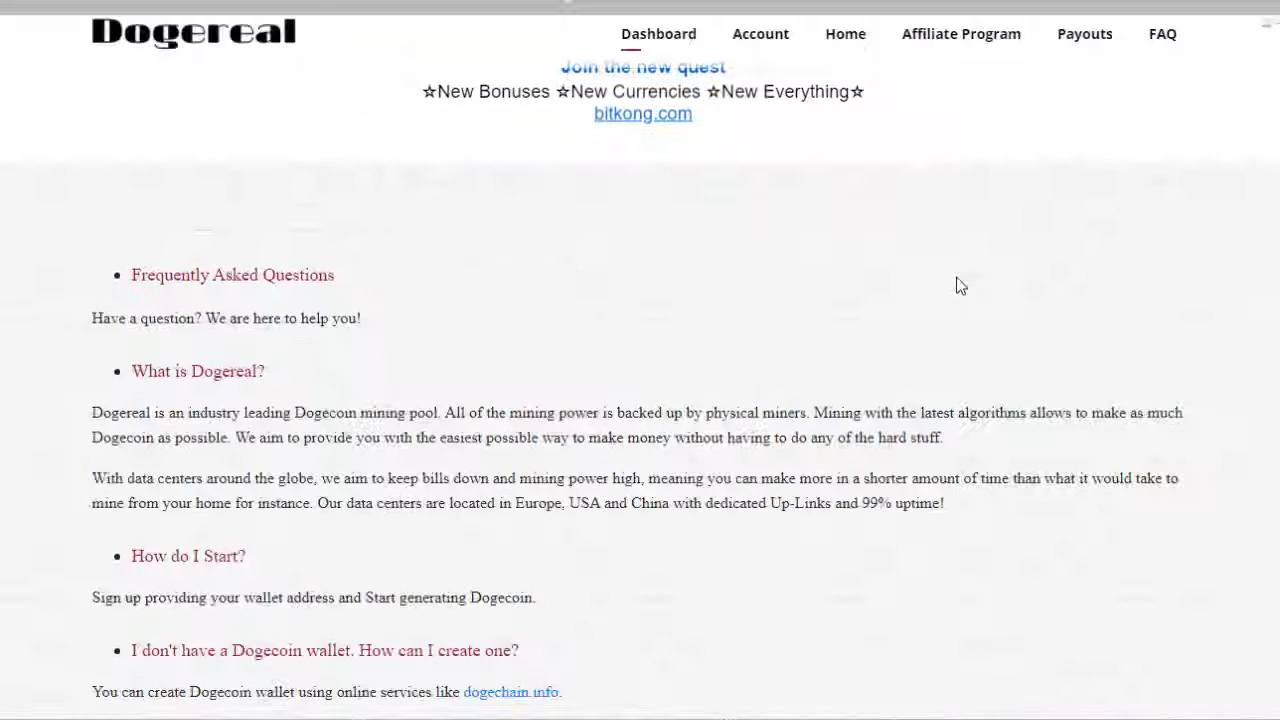 Dogereal
Dashboard Account Home Affiliate Program Payouts FAQ
Join the new quest
☆New Bonuses ☆New Currencies ☆New Everything☆
bitkong.com
• Frequently Asked Questions
Have a question? We are here to help you!
• What is Dogereal?
Dogereal is an industry leading Dogecoin mining pool. All of the mining power is backed up by physical miners. Mining with the latest algorithms allows to make as much
Dogecoin as possible. We aim to provide you with the easiest possible way to make money without having to do any of the hard stuff.
With data centers around the globe, we aim to keep bills down and mining power high, meaning you can make more in a shorter amount of time than what it would take to
mine from your home for instance. Our data centers are located in Europe, USA and China with dedicated Up-Links and 99% uptime!
• How do I Start?
Sign up providing your wallet address and Start generating Dogecoin.
• I don't have a Dogecoin wallet. How can I create one?
You can create Dogecoin wallet using online services like dogechain.info.